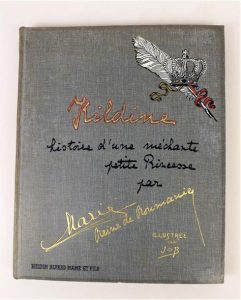 Kildine
histoire d'une méchante
petite Princesse
par
Marie
Reine de Roumanie
ILLUSTRÉE
PAR
JOB
MAISON ALFRED MAME ET FILS